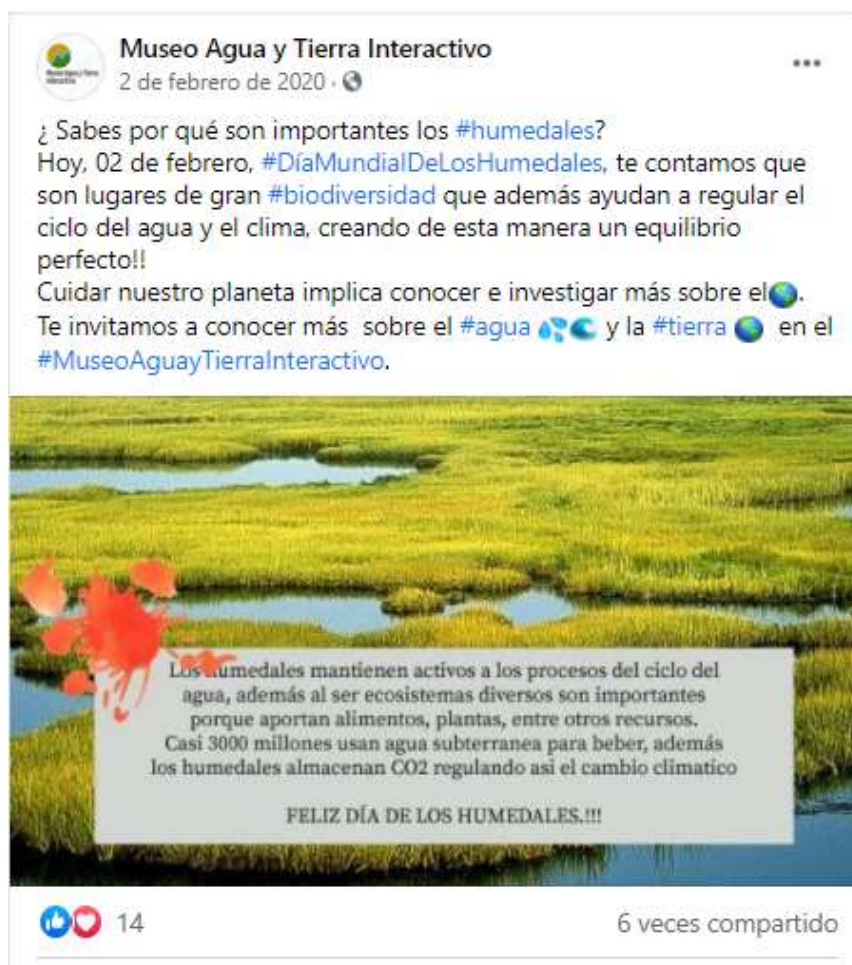 Museo Agua y Tierra Interactivo
2 de febrero de 2020 ·
¿ Sabes por qué son importantes los #humedales?
Hoy, 02 de febrero, #DíaMundialDeLosHumedales, te contamos que
son lugares de gran #biodiversidad que además ayudan a regular el
ciclo del agua y el clima, creando de esta manera un equilibrio
perfecto!!
Cuidar nuestro planeta implica conocer e investigar más sobre el🌎.
Te invitamos a conocer más  sobre el #agua 💦🌊 y la #tierra 🌎  en el
#MuseoAguayTierraInteractivo.
Los humedales mantienen activos a los procesos del ciclo del
agua, además al ser ecosistemas diversos son importantes
porque aportan alimentos, plantas, entre otros recursos.
Casi 3000 millones usan agua subterranea para beber, además
los humedales almacenan CO2 regulando asi el cambio climatico
FELIZ DÍA DE LOS HUMEDALES.!!!
14
6 veces compartido